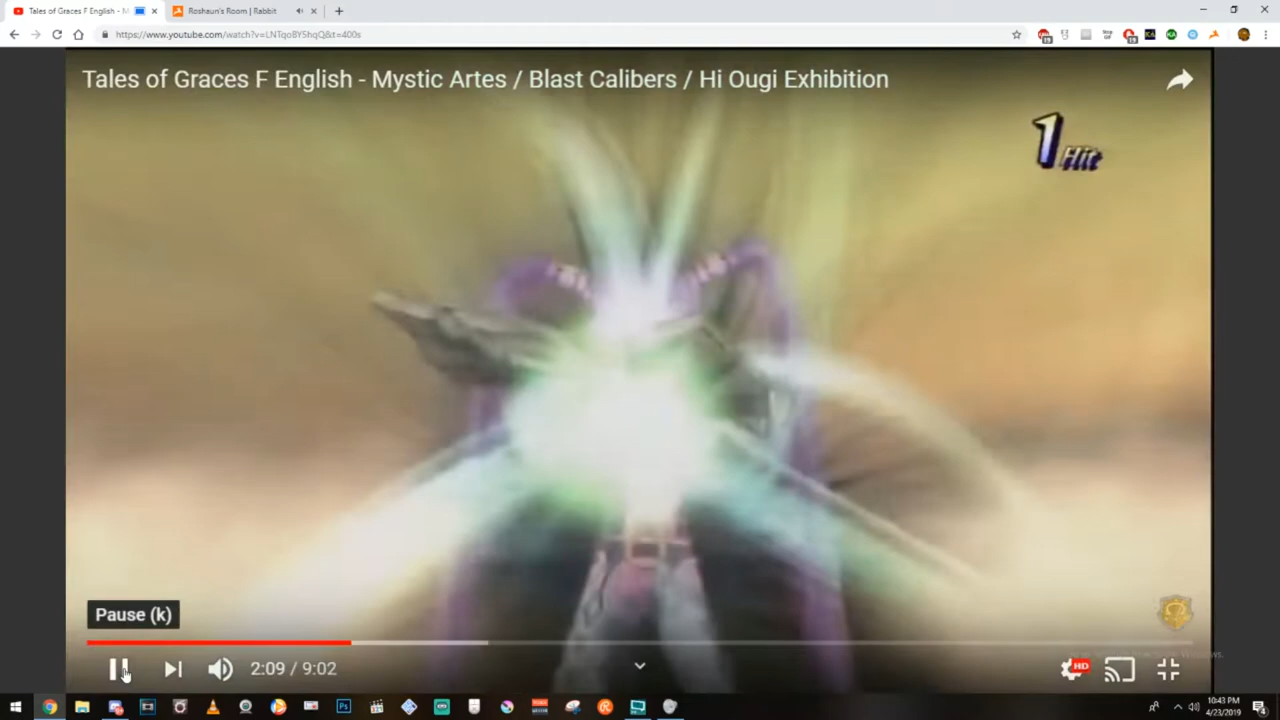 Tales of Graces F English - M
Roshaun's Room | Rabbit
https://www.youtube.com/watch?v=LNTqoBY5hqQ&t=400s
Tales of Graces F English - Mystic Artes / Blast Calibers / Hi Ougi Exhibition
1 Hit
Pause (k)
2:09 / 9:02
HD
10:43 PM
4/23/2019